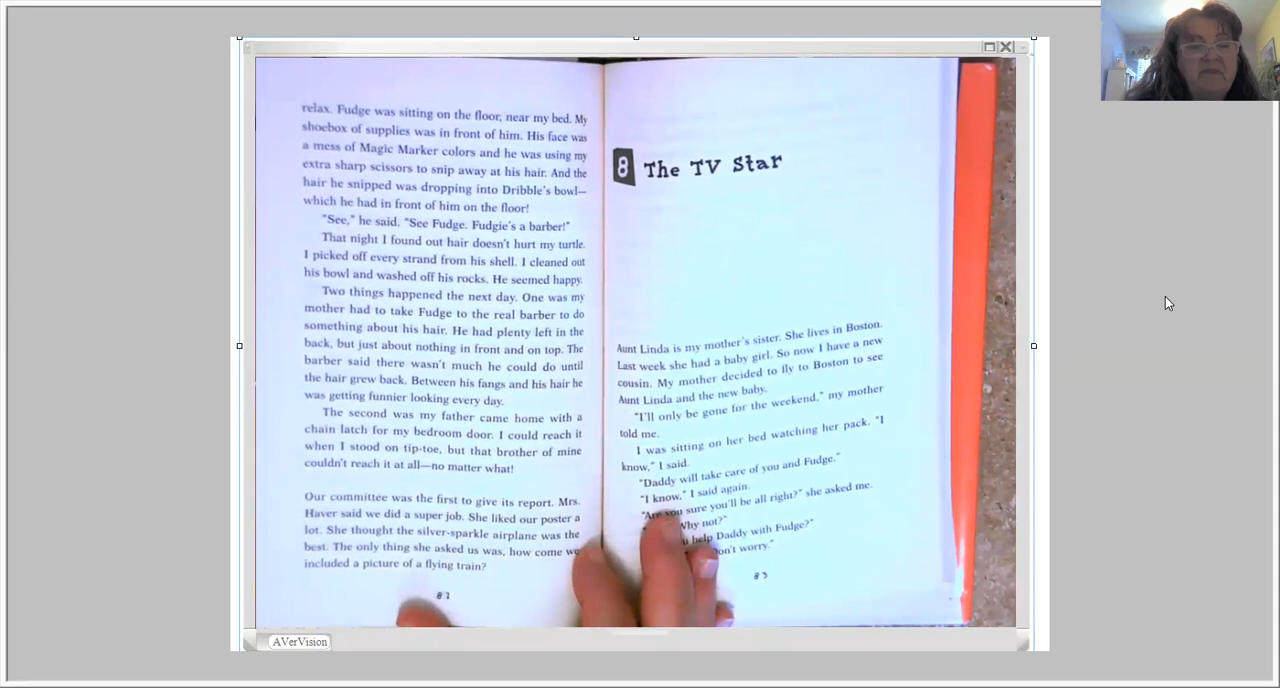 relax. Fudge was sitting on the floor, near my bed. My
shoebox of supplies was in front of him. His face was
a mess of Magic Marker colors and he was using my
extra sharp scissors to snip away at his hair. And the
hair he snipped was dropping into Dribble's bowl—
which he had in front of him on the floor!
"See," he said. "See Fudge. Fudgie's a barber!"
That night I found out hair doesn't hurt my turtle.
I picked off every strand from his shell. I cleaned out
his bowl and washed off his rocks. He seemed happy.
Two things happened the next day. One was my
mother had to take Fudge to the real barber to do
something about his hair. He had plenty left in the
back, but just about nothing in front and on top. The
barber said there wasn't much he could do until
the hair grew back. Between his fangs and his hair he
was getting funnier looking every day.
The second was my father came home with a
chain latch for my bedroom door. I could reach it
when I stood on tip-toe, but that brother of mine
couldn't reach it at all—no matter what!
Our committee was the first to give its report. Mrs.
Haver said we did a super job. She liked our poster a
lot. She thought the silver-sparkle airplane was the
best. The only thing she asked us was, how come we
included a picture of a flying train?
8 The TV Star
Aunt Linda is my mother's sister. She lives in Boston.
Last week she had a baby girl. So now I have a new
cousin. My mother decided to fly to Boston to see
Aunt Linda and the new baby.
"I'll only be gone for the weekend," my mother
told me.
I was sitting on her bed watching her pack. "I
know," I said.
"Daddy will take care of you and Fudge."
"I know," I said again.
"Are you sure you'll be all right?" she asked me.
Why not?"
help Daddy with Fudge?"
Don't worry."
83
AVerVision